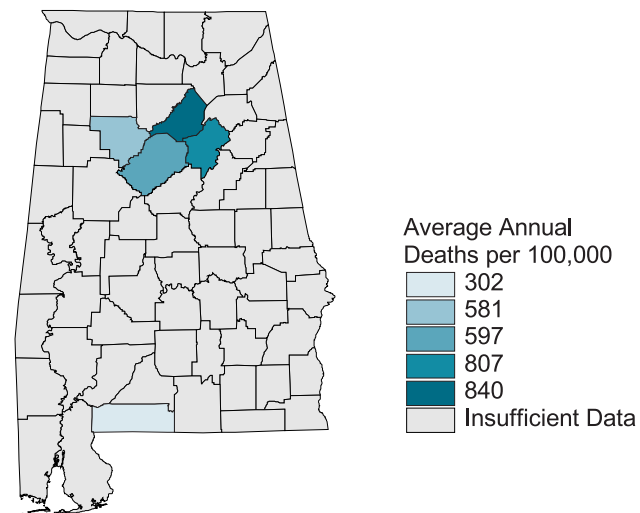 Average Annual
Deaths per 100,000
302
581
597
807
840
Insufficient Data